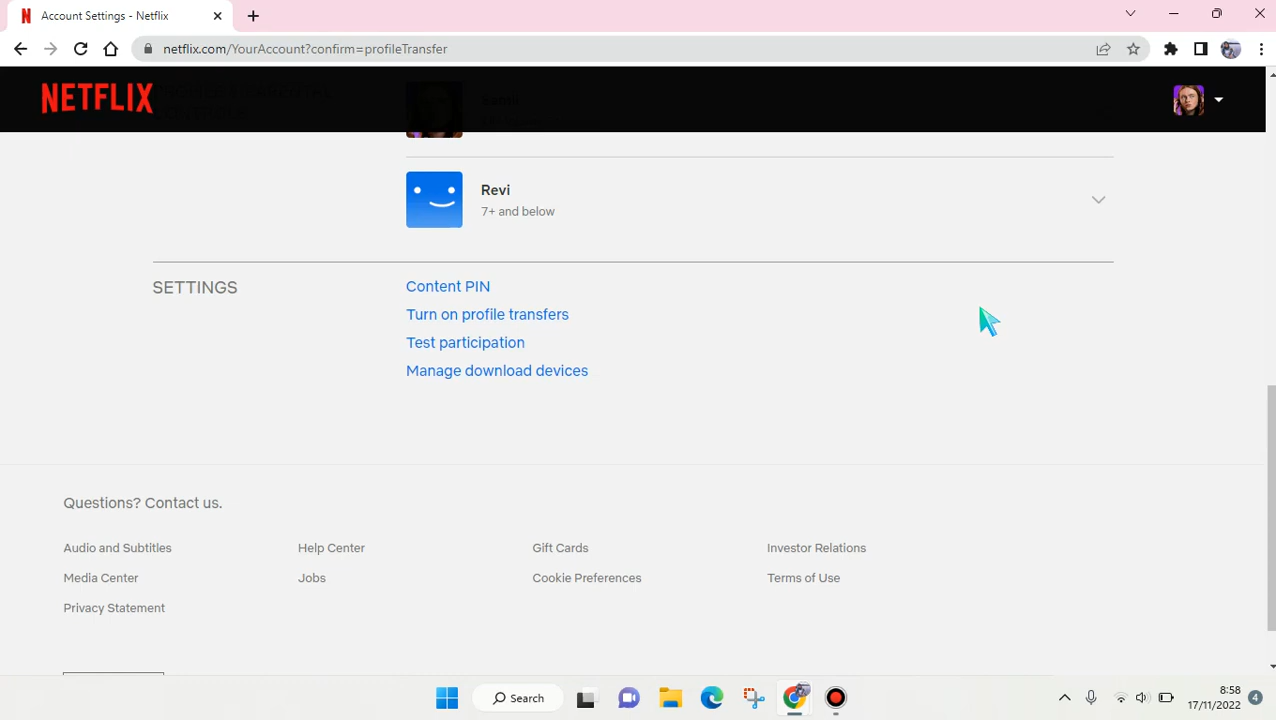 Account Settings - Netflix
netflix.com/YourAccount?confirm=profileTransfer
NETFLIX
Revi
7+ and below
SETTINGS
Content PIN
Turn on profile transfers
Test participation
Manage download devices
Questions? Contact us.
Audio and Subtitles
Help Center
Gift Cards
Investor Relations
Media Center
Jobs
Cookie Preferences
Terms of Use
Privacy Statement
Search
8:58
17/11/2022
4